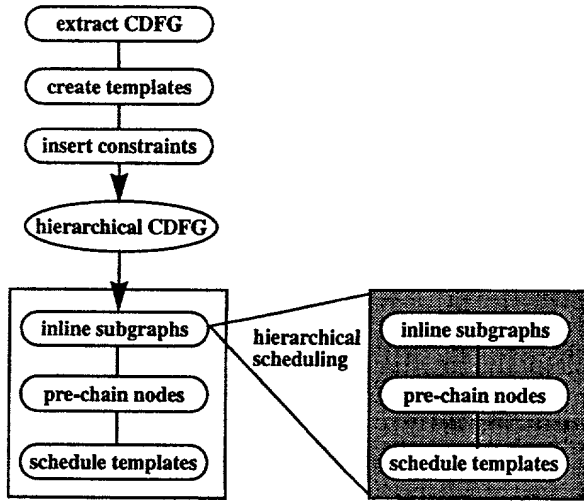 extract CDFG
create templates
insert constraints
hierarchical CDFG
inline subgraphs
pre-chain nodes
schedule templates
hierarchical
scheduling
inline subgraphs
pre-chain nodes
schedule templates